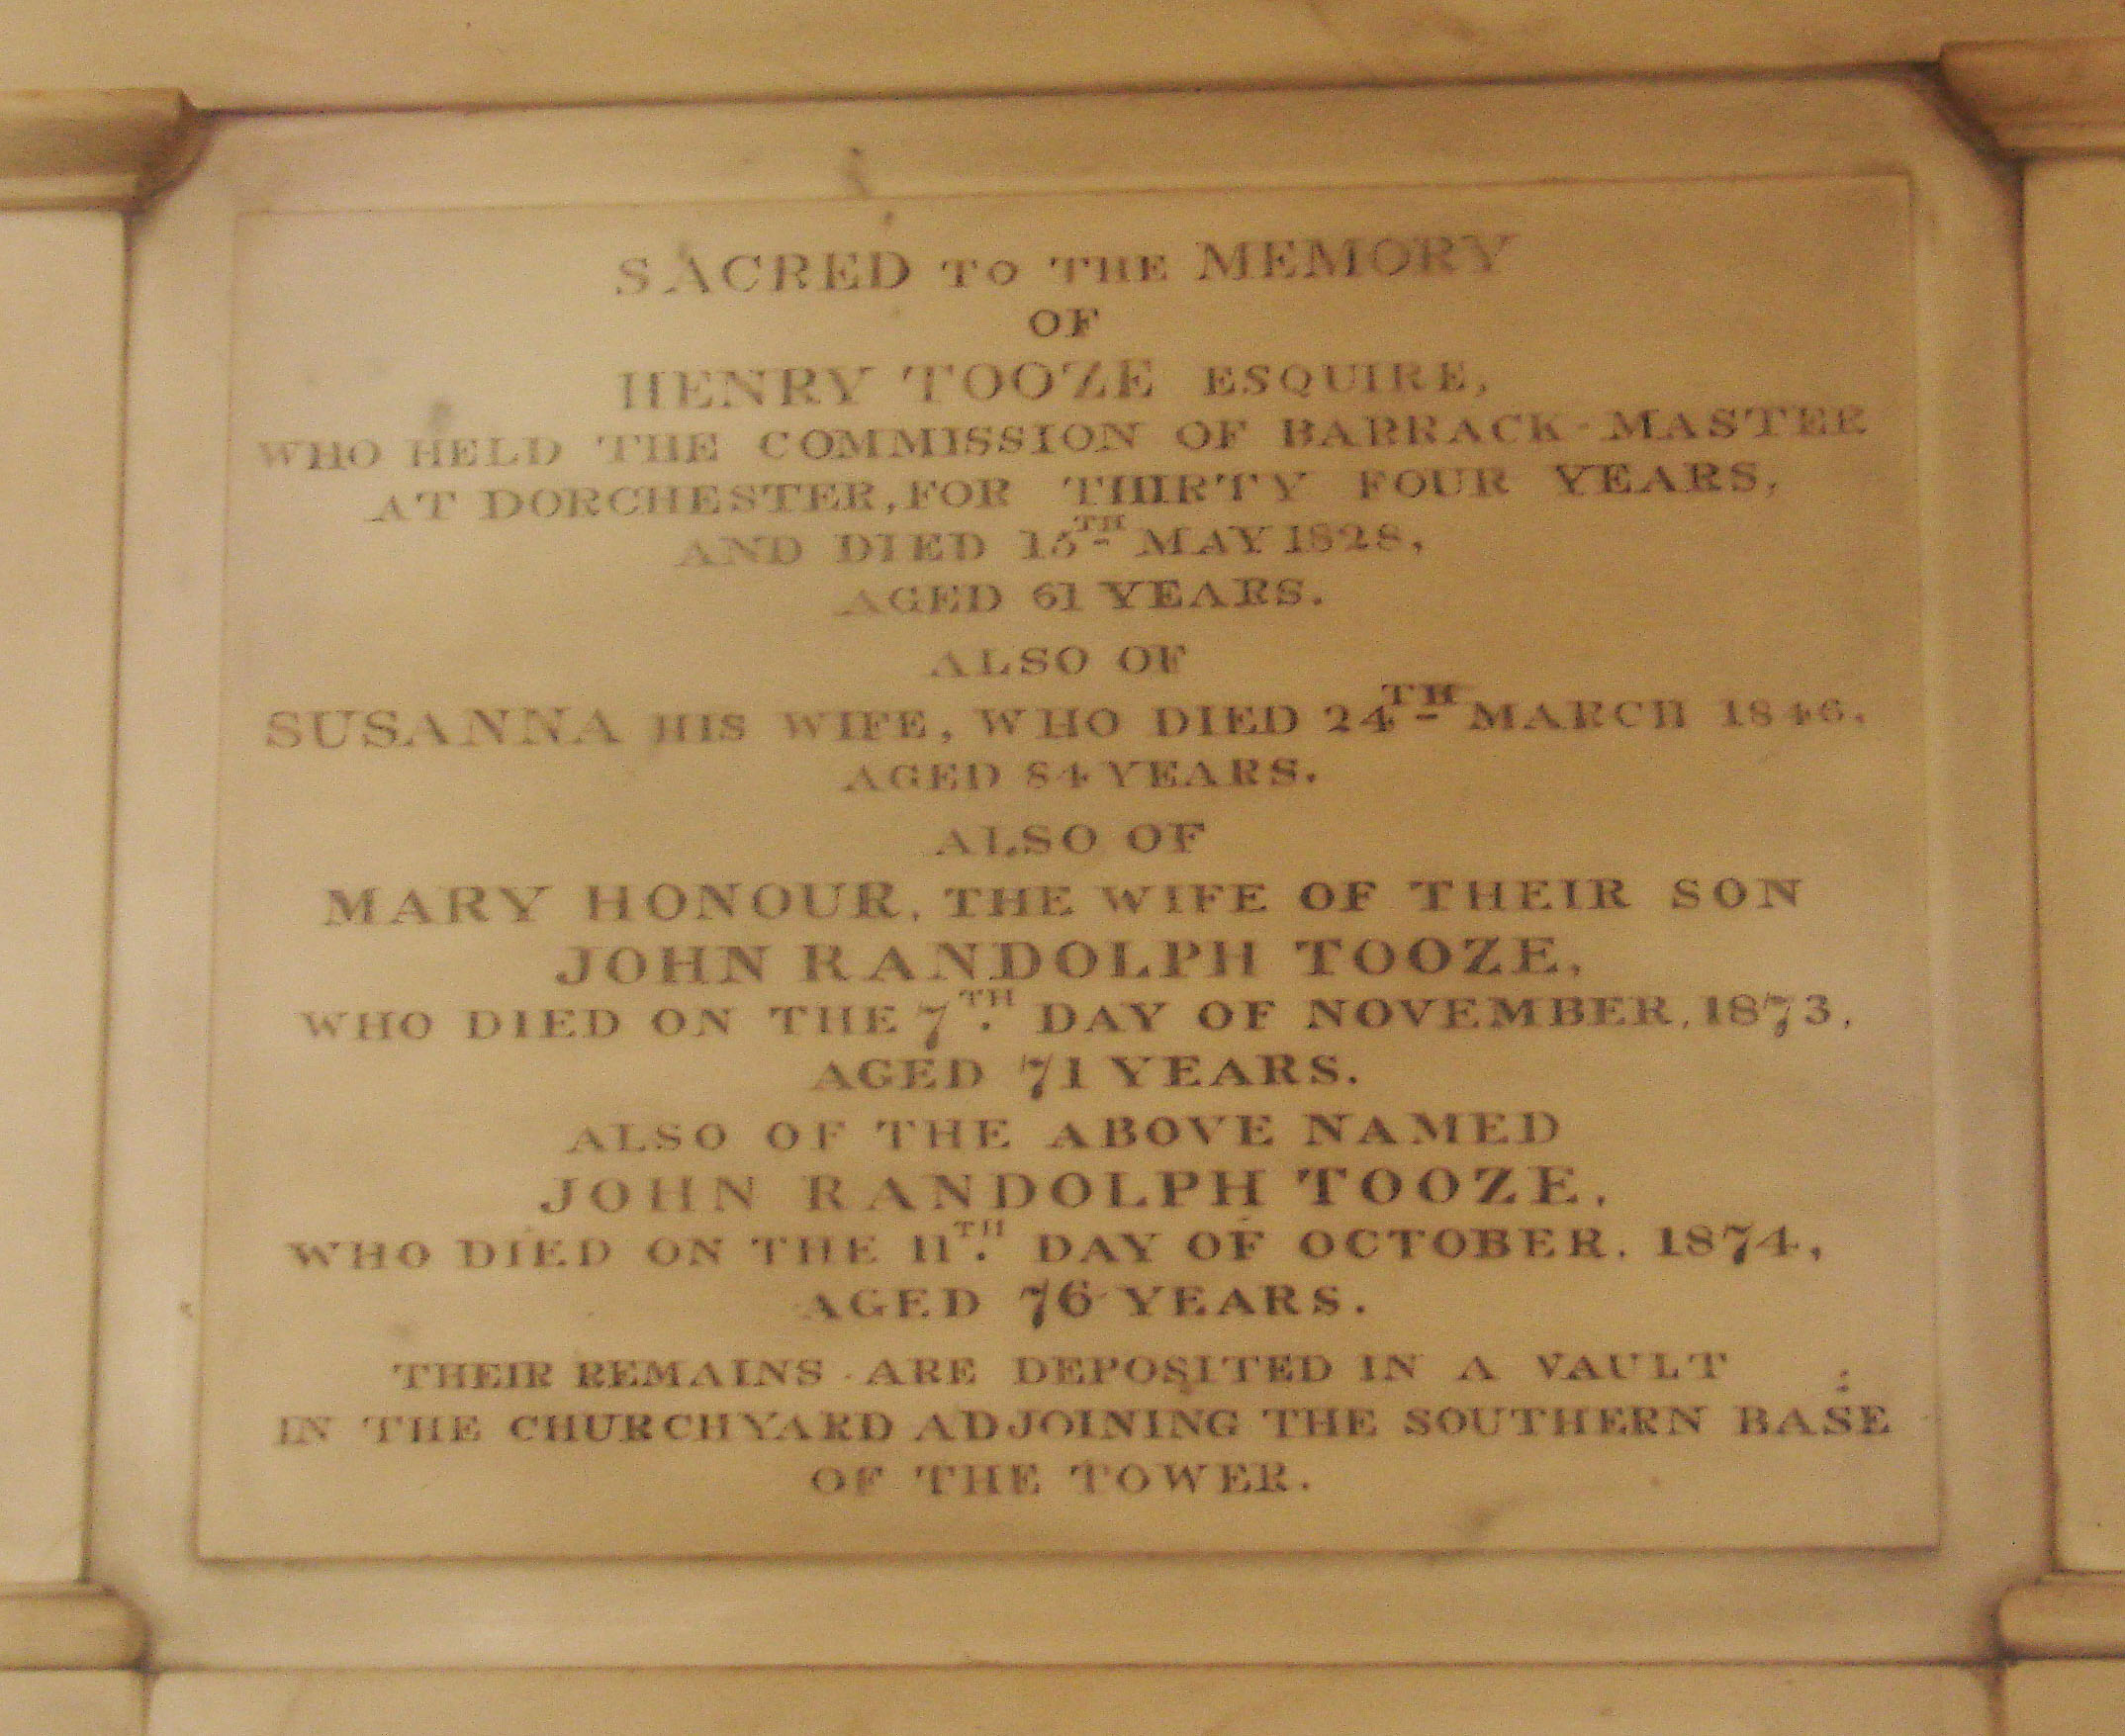 SACRED TO THE MEMORY
OF
HENRY TOOZE ESQUIRE,
WHO HELD THE COMMISSION OF BARRACK-MASTER
AT DORCHESTER, FOR THIRTY FOUR YEARS,
AND DIED 15TH MAY 1828,
AGED 61 YEARS.
ALSO OF
SUSANNA HIS WIFE, WHO DIED 24TH MARCH 1846,
AGED 84 YEARS.
ALSO OF
MARY HONOUR, THE WIFE OF THEIR SON
JOHN RANDOLPH TOOZE,
WHO DIED ON THE 7TH. DAY OF NOVEMBER, 1873,
AGED 71 YEARS.
ALSO OF THE ABOVE NAMED
JOHN RANDOLPH TOOZE,
WHO DIED ON THE 11TH. DAY OF OCTOBER, 1874,
AGED 76 YEARS.
THEIR REMAINS ARE DEPOSITED IN A VAULT
IN THE CHURCHYARD ADJOINING THE SOUTHERN BASE
OF THE TOWER.